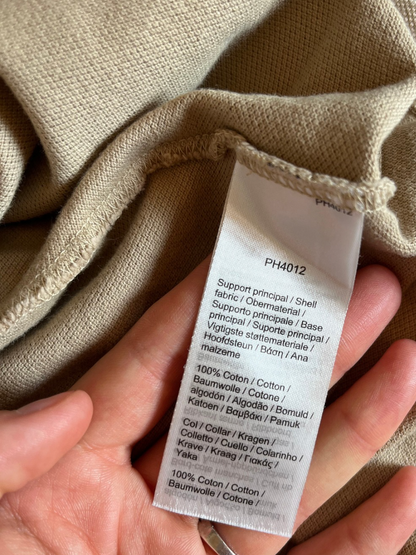 PH4012
PH4012
Support principal / Shell
fabric / Obermaterial /
Supporto principale / Base
principal / Suporte principal /
Vigtigste støttemateriale /
Hoofdsteun / Βάση / Ana
malzeme
100% Coton / Cotton /
Baumwolle / Cotone /
algodón / Algodão / Bomuld /
Katoen / Βαμβάκι / Pamuk
Col / Collar / Kragen /
Colletto / Cuello / Colarinho /
Krave / Kraag / Γιακάς /
Yaka
100% Coton / Cotton /
Baumwolle / Cotone /